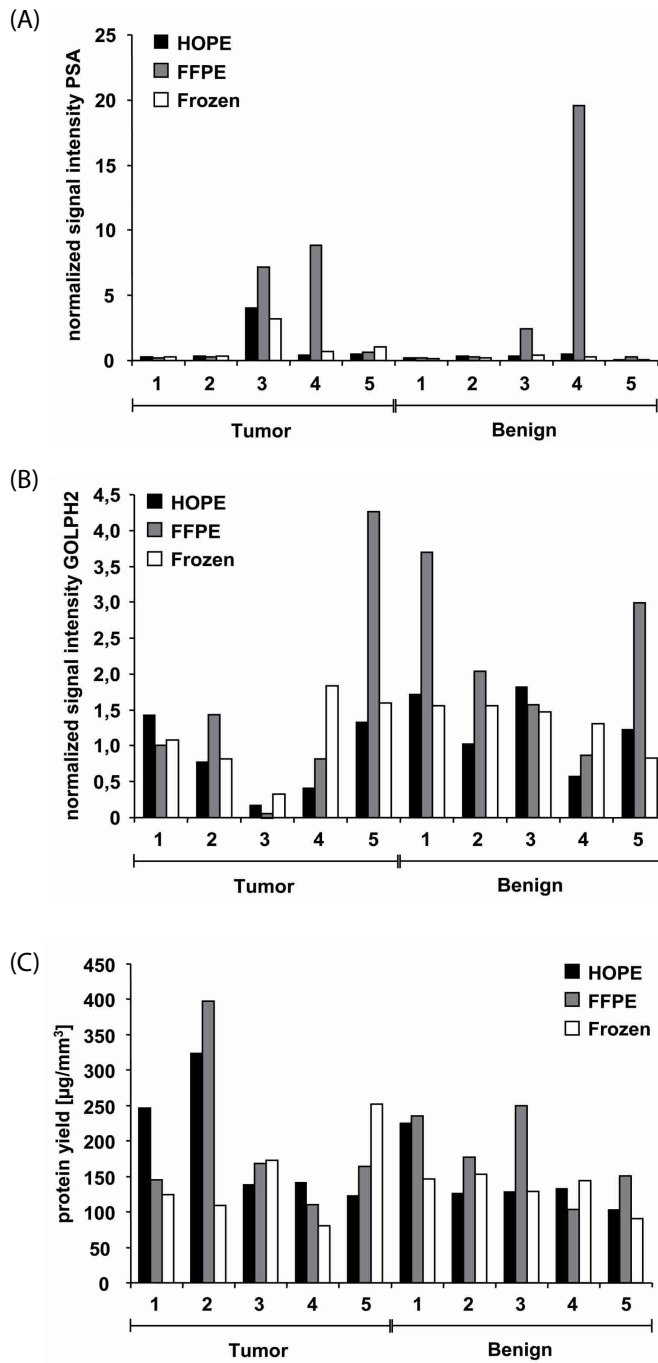 (A)
normalized signal intensity PSA
25
20
15
10
5
0
HOPE
FFPE
Frozen
1 2 3 4 5 1 2 3 4 5
Tumor Benign
(B)
normalized signal intensity GOLPH2
4,5
4,0
3,5
3,0
2,5
2,0
1,5
1,0
0,5
0
HOPE
FFPE
Frozen
1 2 3 4 5 1 2 3 4 5
Tumor Benign
(C)
protein yield [µg/mm³]
450
400
350
300
250
200
150
100
50
0
HOPE
FFPE
Frozen
1 2 3 4 5 1 2 3 4 5
Tumor Benign